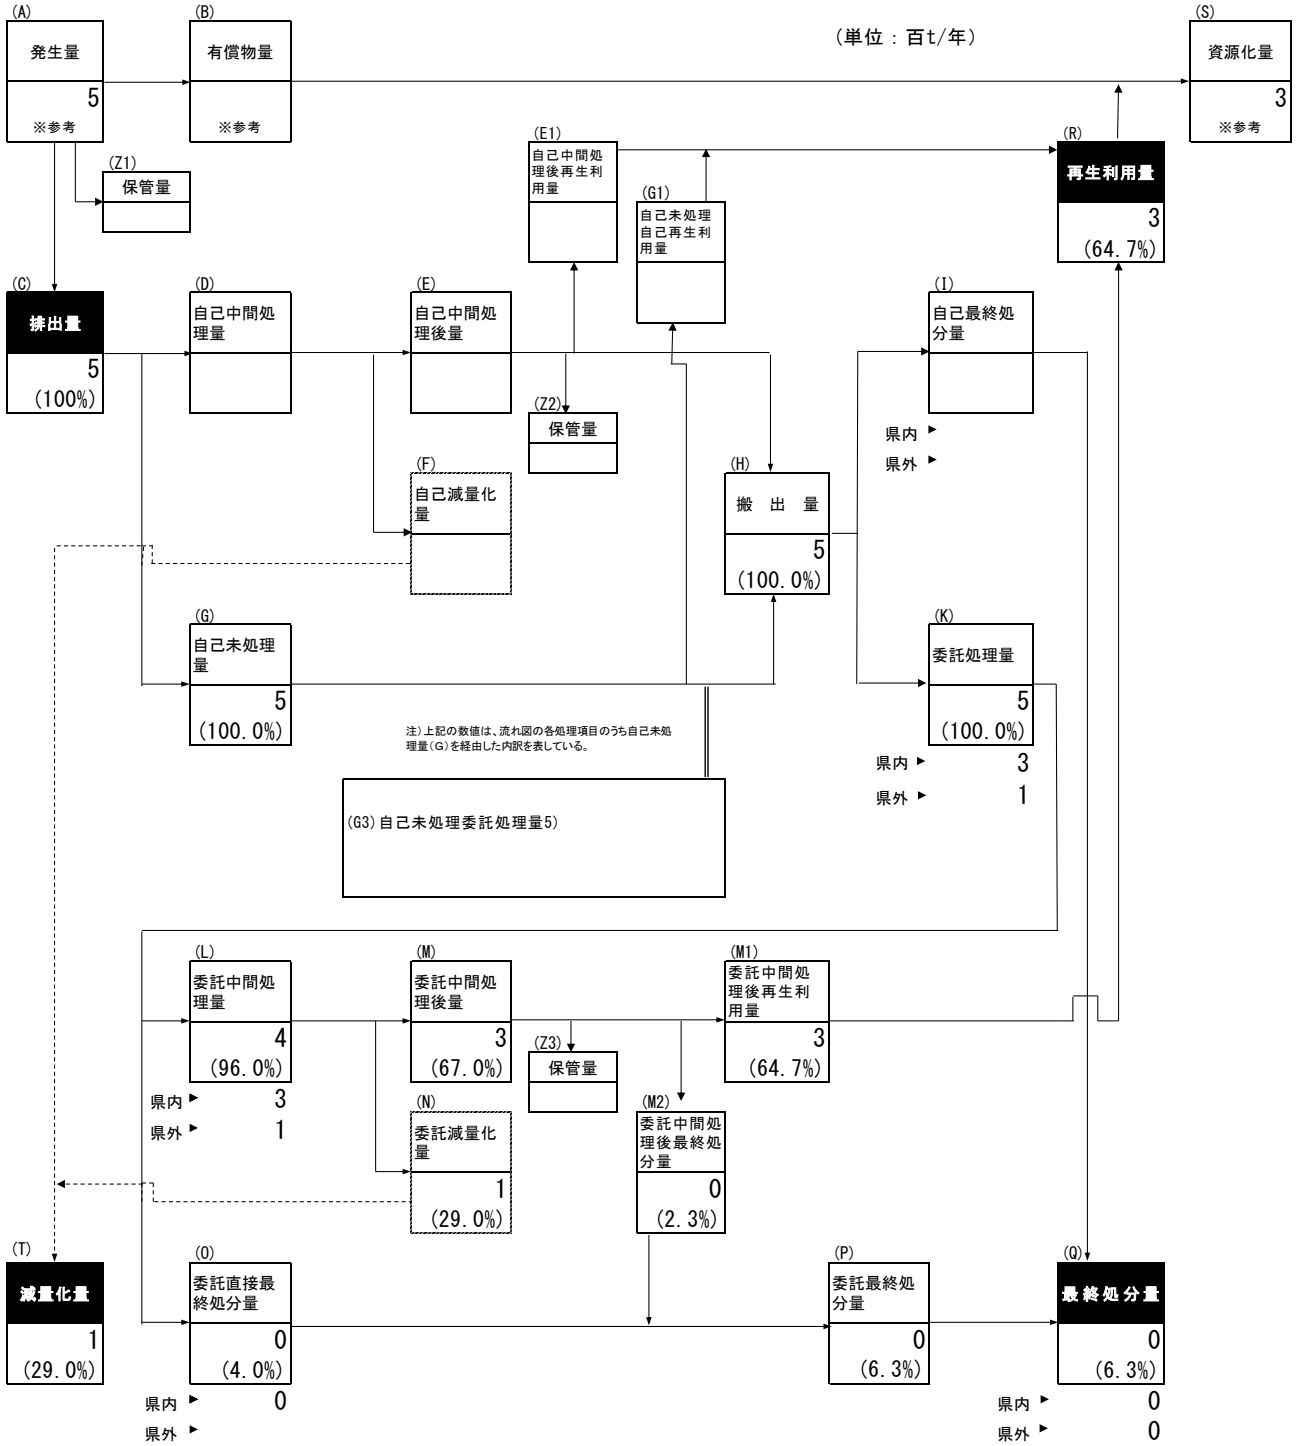 (A)
(B)
(S)
発生量
有償物量
(単位：百t/年)
資源化量
5
3
※参考
※参考
※参考
(E1)
(R)
自己中間処
理後再生利
用量
再生利用量
(Z1)
保管量
(G1)
自己未処理
自己再生利
用量
3
(64.7%)
(C)
(D)
(E)
(I)
排出量
自己中間処
理量
自己中間処
理後量
自己最終処
分量
5
(100%)
(Z2)
保管量
県内
県外
(F)
自己減量化
量
(H)
搬 出 量
5
(100.0%)
(G)
(K)
自己未処理
量
委託処理量
5
(100.0%)
5
(100.0%)
注）上記の数値は、流れ図の各処理項目のうち自己未処
理量（G）を経由した内訳を表している。
県内 3
県外 1
(G3)自己未処理委託処理量5)
(L)
(M)
(M1)
委託中間処
理量
委託中間処
理後量
委託中間処
理後再生利
用量
4
(96.0%)
3
(67.0%)
3
(64.7%)
(Z3)
保管量
県内 3
県外 1
(N)
委託減量化
量
1
(29.0%)
(M2)
委託中間処
理後最終処
分量
0
(2.3%)
(T)
(O)
(P)
(Q)
減量化量
委託直接最
終処分量
委託最終処
分量
最終処分量
1
(29.0%)
0
(4.0%)
0
(6.3%)
0
(6.3%)
県内 0
県外
県内 0
県外 0